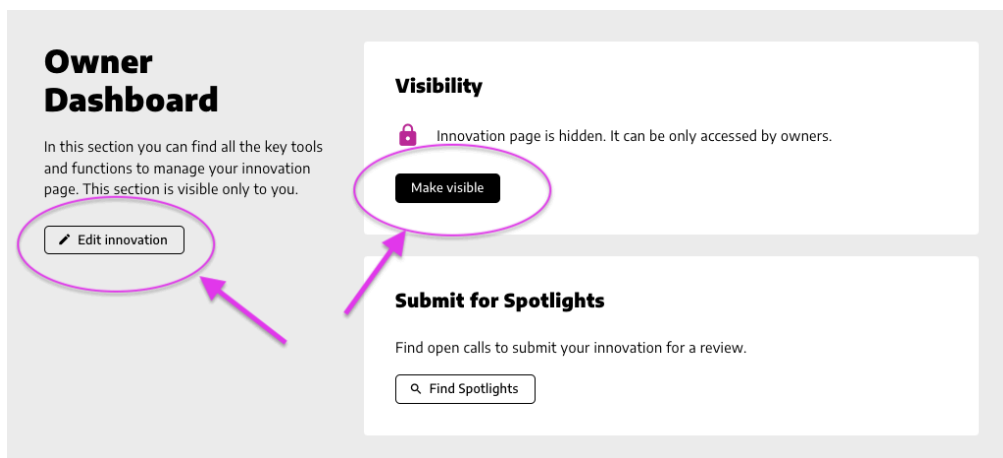 Owner
Dashboard
In this section you can find all the key tools
and functions to manage your innovation
page. This section is visible only to you.
Edit innovation
Visibility
Innovation page is hidden. It can be only accessed by owners.
Make visible
Submit for Spotlights
Find open calls to submit your innovation for a review.
Find Spotlights